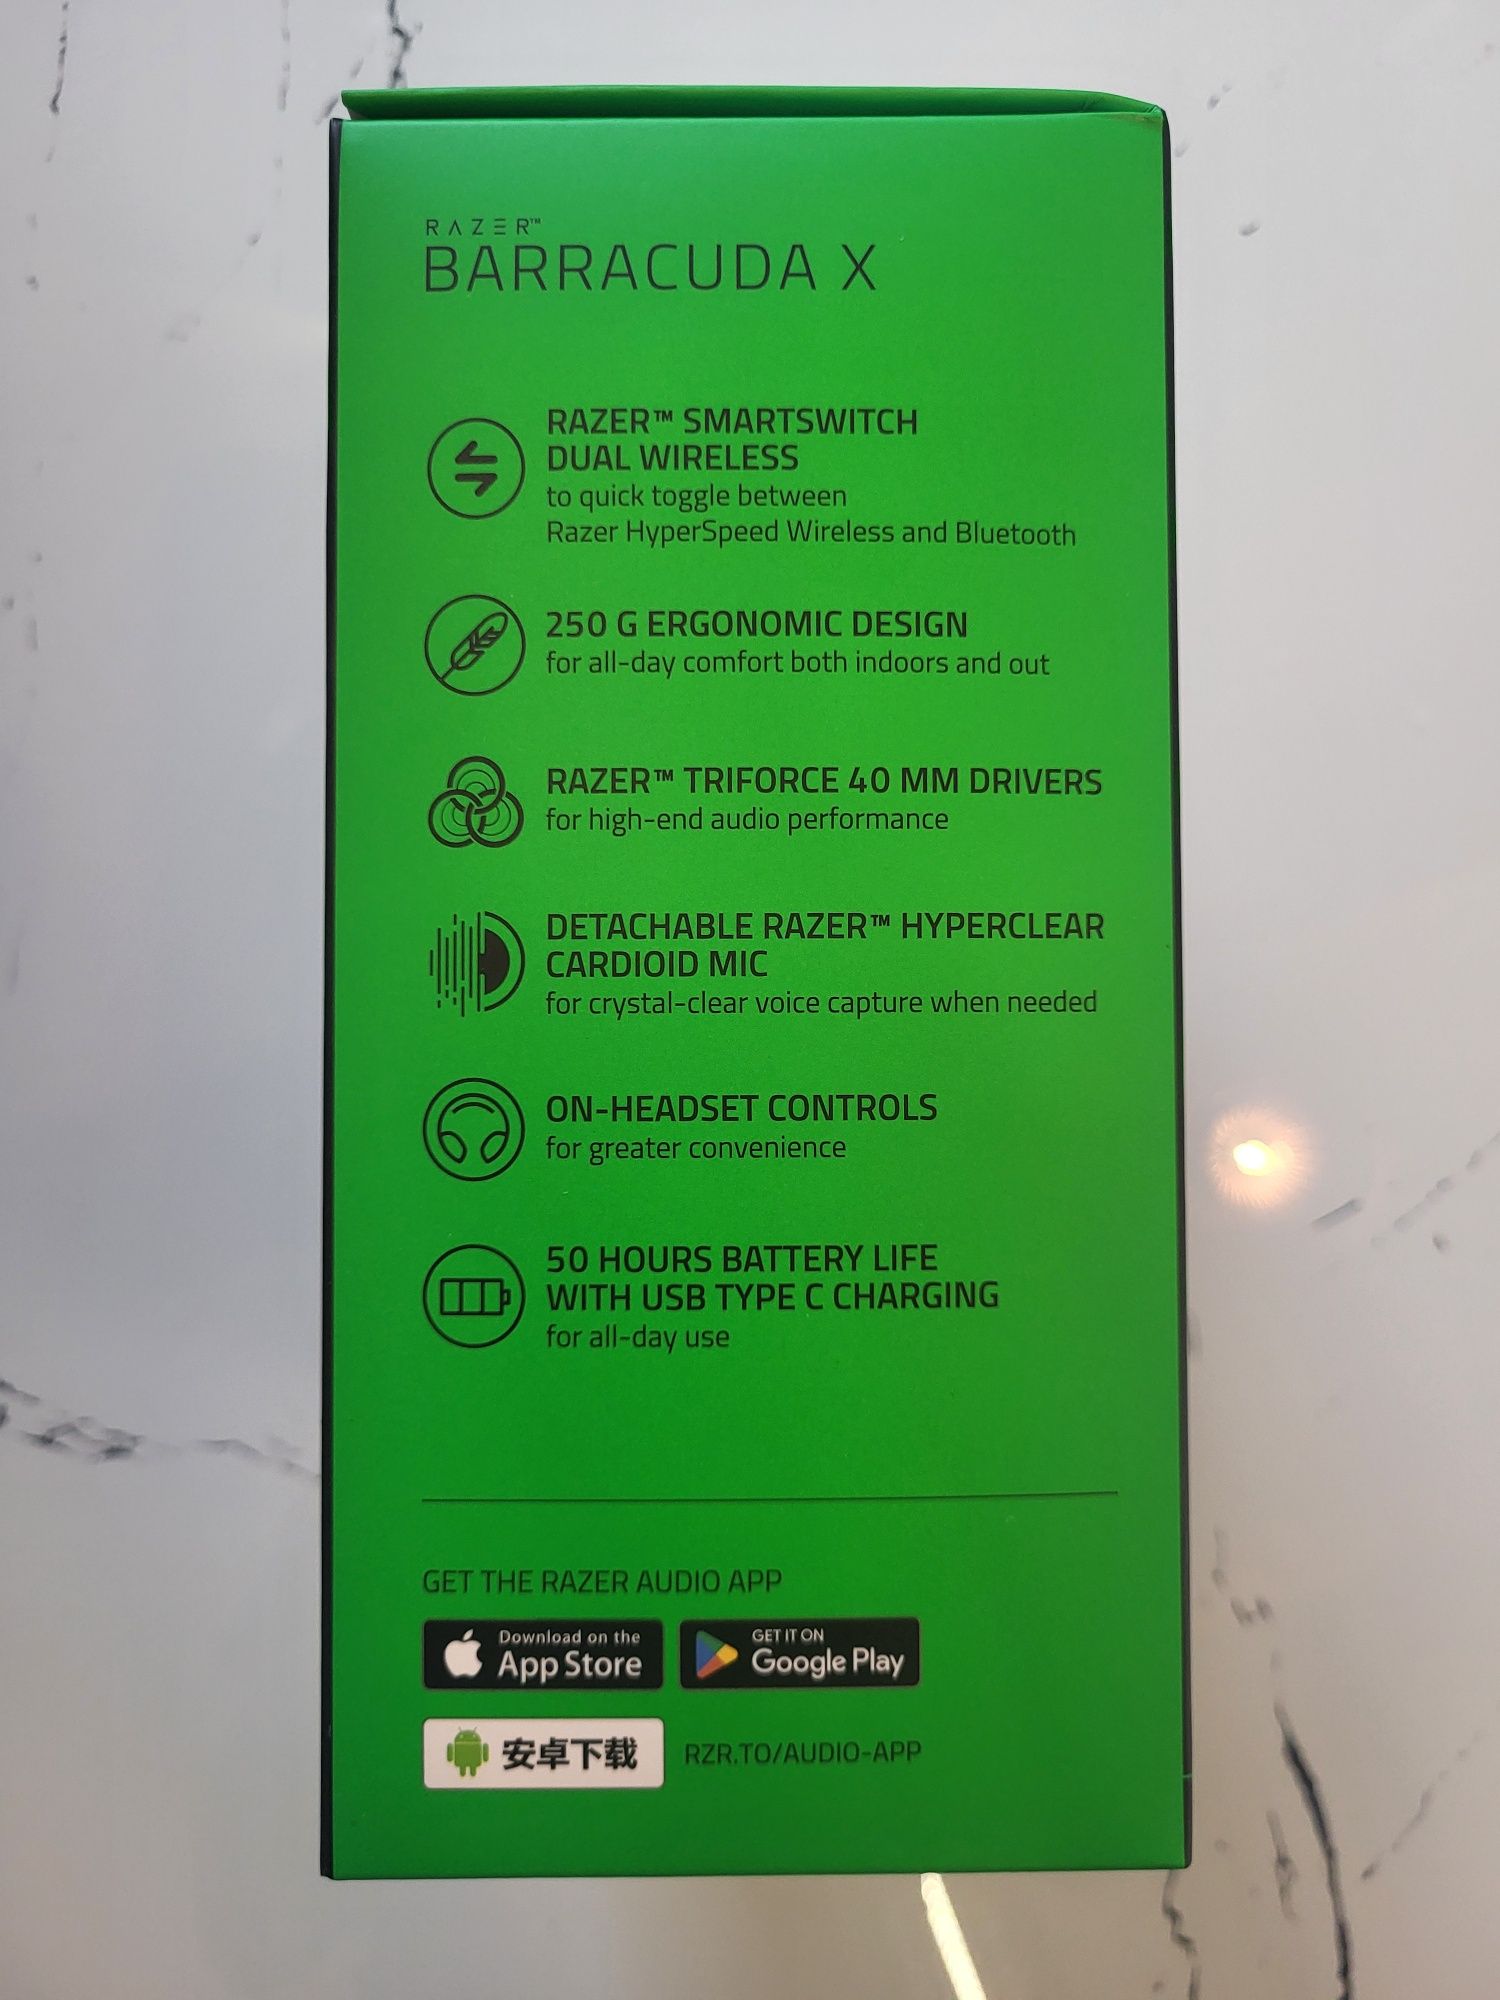 RAZER™
BARRACUDA X
RAZER™ SMARTSWITCH
DUAL WIRELESS
to quick toggle between
Razer HyperSpeed Wireless and Bluetooth
250 G ERGONOMIC DESIGN
for all-day comfort both indoors and out
RAZER™ TRIFORCE 40 MM DRIVERS
for high-end audio performance
DETACHABLE RAZER™ HYPERCLEAR
CARDIOID MIC
for crystal-clear voice capture when needed
ON-HEADSET CONTROLS
for greater convenience
50 HOURS BATTERY LIFE
WITH USB TYPE C CHARGING
for all-day use
GET THE RAZER AUDIO APP
Download on the
App Store
GET IT ON
Google Play
安卓下载
RZR.TO/AUDIO-APP